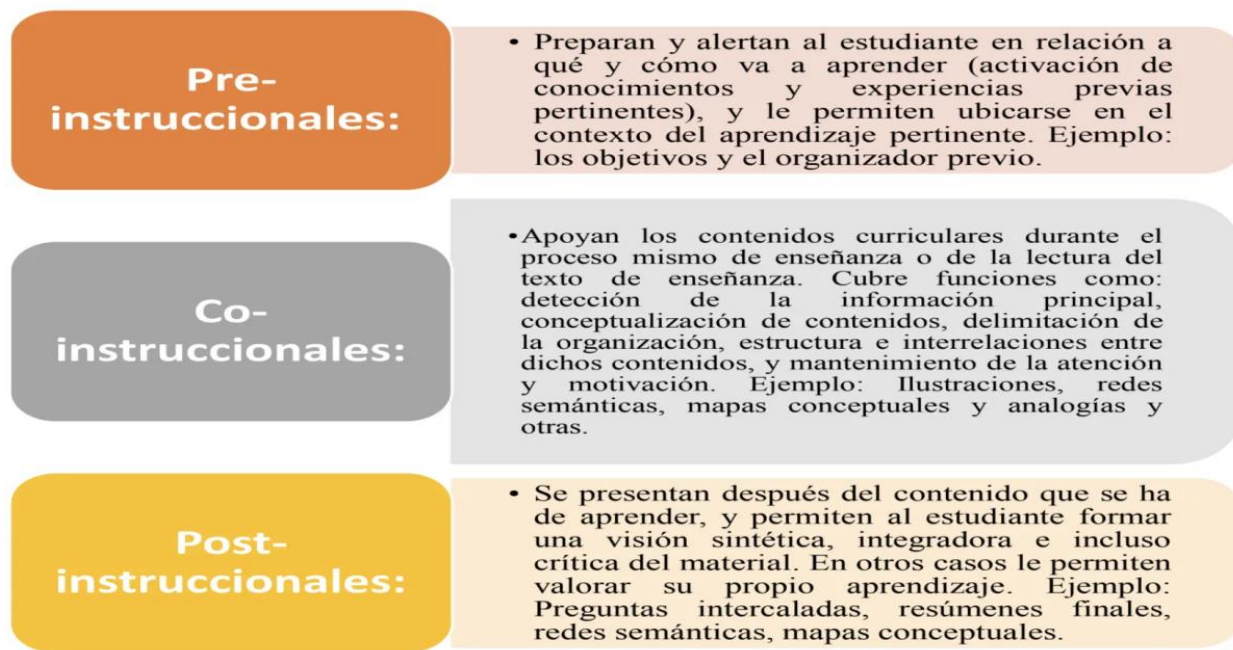 Pre-
instruccionales:
• Preparan y alertan al estudiante en relación a
qué y cómo va a aprender (activación de
conocimientos y experiencias previas
pertinentes), y le permiten ubicarse en el
contexto del aprendizaje pertinente. Ejemplo:
los objetivos y el organizador previo.
Co-
instruccionales:
•Apoyan los contenidos curriculares durante el
proceso mismo de enseñanza o de la lectura del
texto de enseñanza. Cubre funciones como:
detección de la información principal,
conceptualización de contenidos, delimitación de
la organización, estructura e interrelaciones entre
dichos contenidos, y mantenimiento de la atención
y motivación. Ejemplo: Ilustraciones, redes
semánticas, mapas conceptuales y analogías y
otras.
Post-
instruccionales:
• Se presentan después del contenido que se ha
de aprender, y permiten al estudiante formar
una visión sintética, integradora e incluso
crítica del material. En otros casos le permiten
valorar su propio aprendizaje. Ejemplo:
Preguntas intercaladas, resúmenes finales,
redes semánticas, mapas conceptuales.